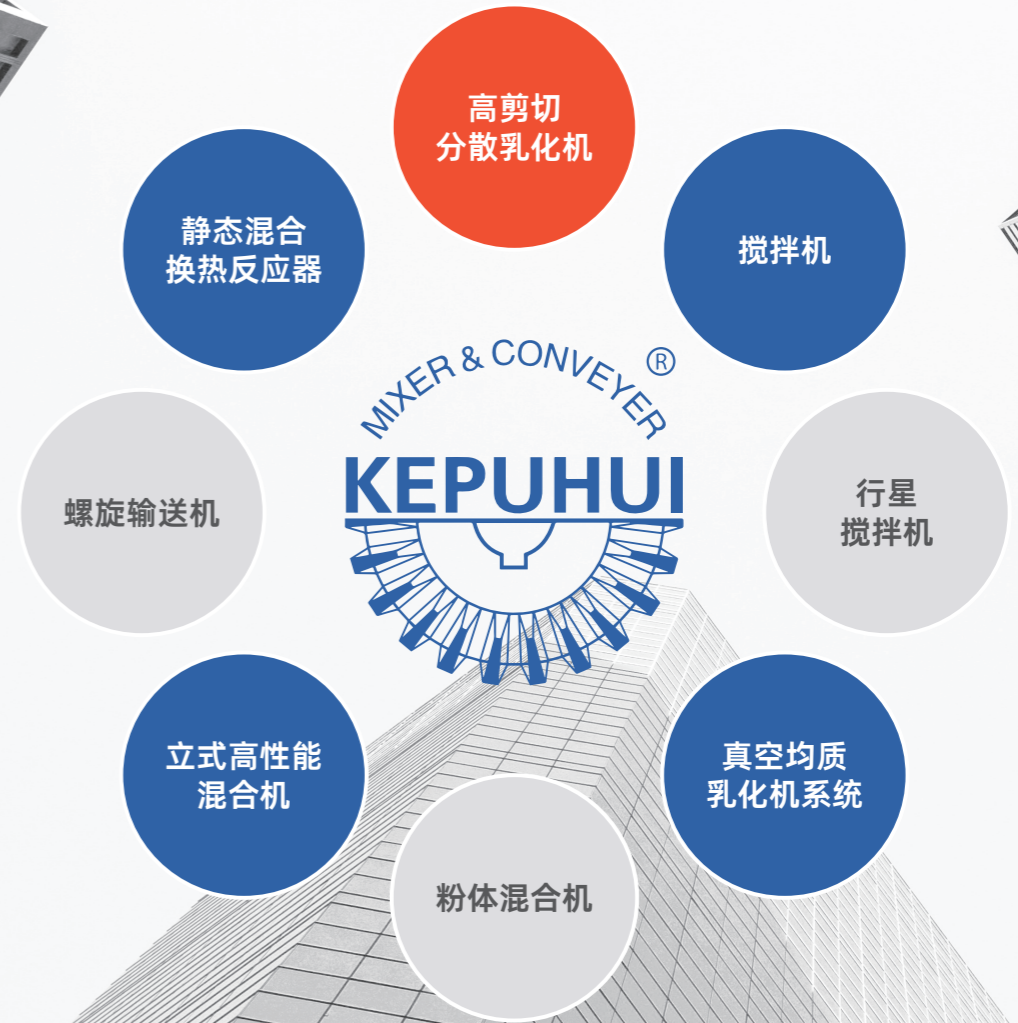 高剪切
分散乳化机
静态混合
换热反应器
搅拌机
MIXER & CONVEYER ®
KEPUHUI
螺旋输送机
行星
搅拌机
立式高性能
混合机
真空均质
乳化机系统
粉体混合机